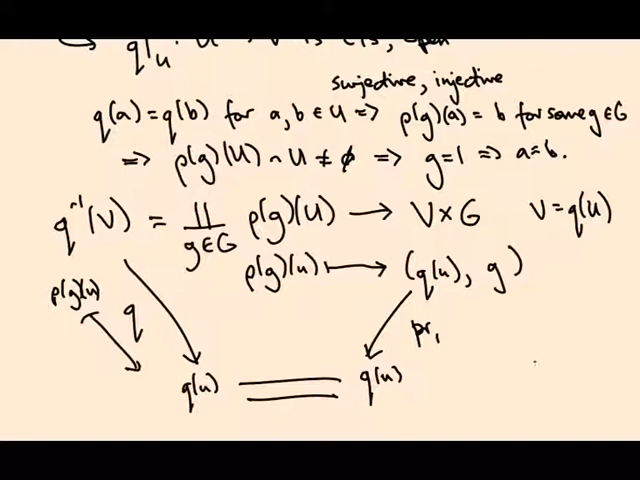 surjective, injective
q(a) = q(b) for a, b ∈ U ⟹ ρ(g)(a) = b for some g ∈ G
⟹ ρ(g)(U) ∩ U ≠ ϕ ⟹ g = 1 ⟹ a = b.
q⁻¹(V) = ∐ ρ(g)(U) ⟶ V × G V = q(U)
g ∈ G
ρ(g)(u) ⟼ (q(u), g)
ρ(g)(u)
q
pr₁
q(u) q(u)